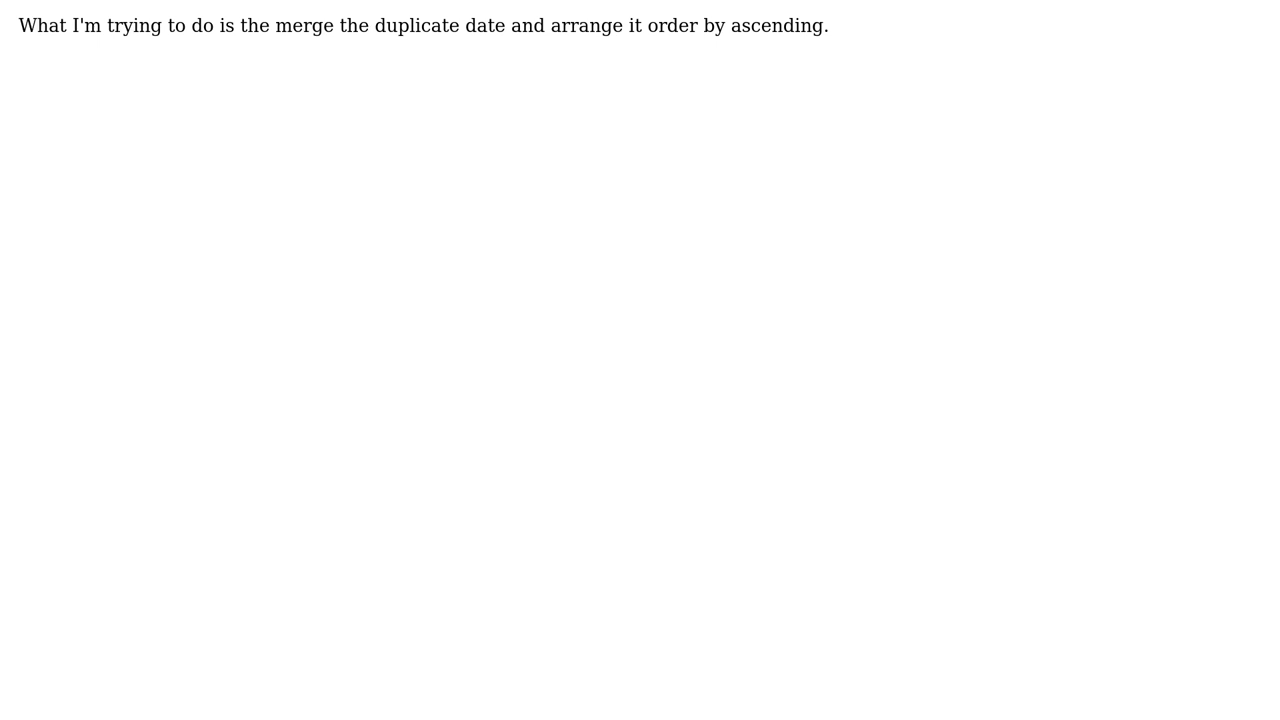 What I'm trying to do is the merge the duplicate date and arrange it order by ascending.